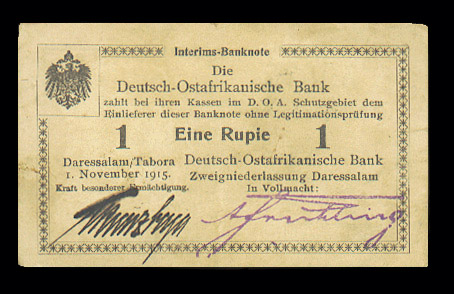 Interims-Banknote
Die
Deutsch-Ostafrikanische Bank
zahlt bei ihren Kassen im D. O. A. Schutzgebiet dem
Einlieferer dieser Banknote ohne Legitimationsprüfung
1 Eine Rupie 1
Daressalam/Tabora
1. November 1915.
Kraft besonderer Ermächtigung.
Deutsch-Ostafrikanische Bank
Zweigniederlassung Daressalam
In Vollmacht: